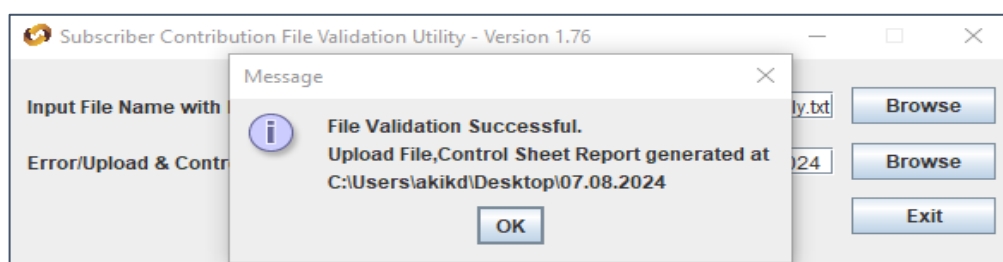 Subscriber Contribution File Validation Utility - Version 1.76
Message
Input File Name with
ly.txt
Browse
File Validation Successful.
Upload File,Control Sheet Report generated at
C:\Users\akikd\Desktop\07.08.2024
Error/Upload & Contr
Browse
OK
Exit